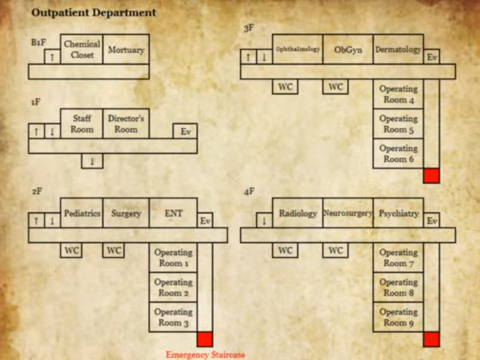 Outpatient Department
B1F
↑
Chemical
Closet
Mortuary
1F
↑ ↓
Staff
Room
Director's
Room
Ev
↓
2F
↑ ↓
Pediatrics
Surgery
ENT
Ev
WC
WC
Operating
Room 1
Operating
Room 2
Operating
Room 3
Emergency Staircase
3F
↑ ↓
Ophthalmology
ObGyn
Dermatology
Ev
WC
WC
Operating
Room 4
Operating
Room 5
Operating
Room 6
4F
↓
Radiology
Neurosurgery
Psychiatry
Ev
WC
WC
Operating
Room 7
Operating
Room 8
Operating
Room 9